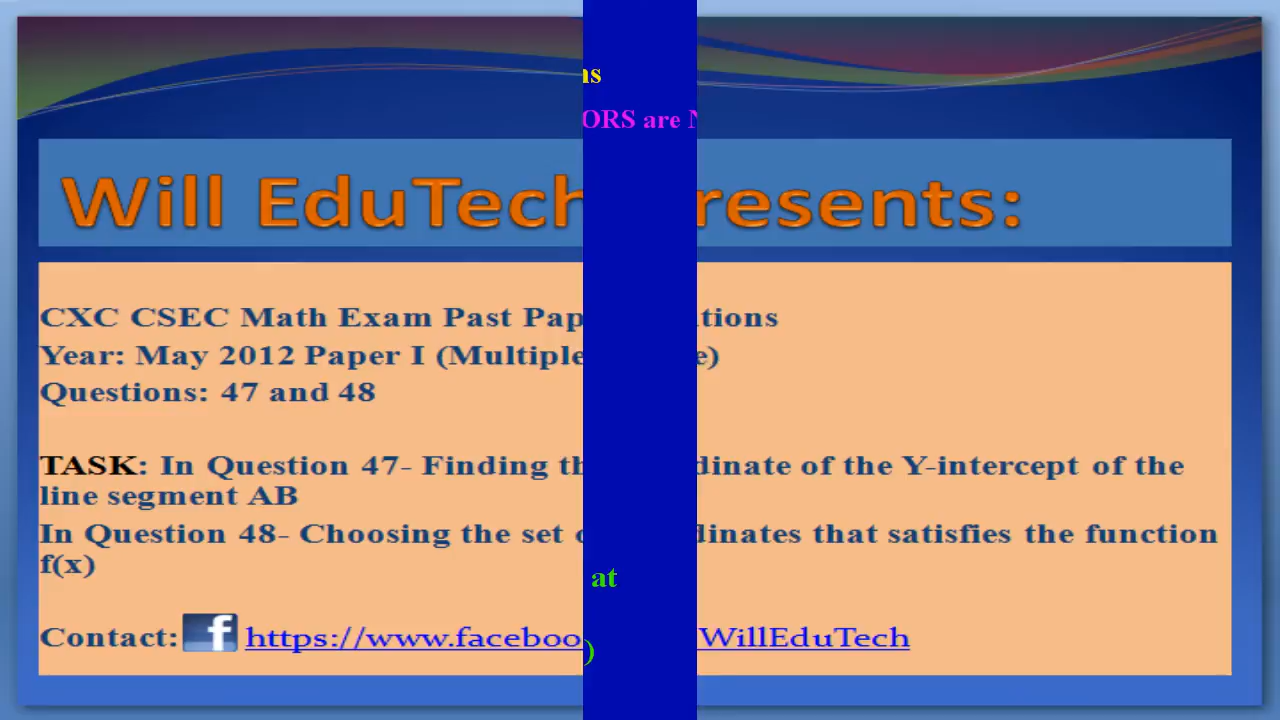 ns
ORS are N
Will EduTech resents:
CXC CSEC Math Exam Past Pap tions
Year: May 2012 Paper I (Multiple e)
Questions: 47 and 48
TASK: In Question 47- Finding th dinate of the Y-intercept of the
line segment AB
In Question 48- Choosing the set o dinates that satisfies the function
f(x)
at
Contact: f https://www.faceboo WillEduTech
)